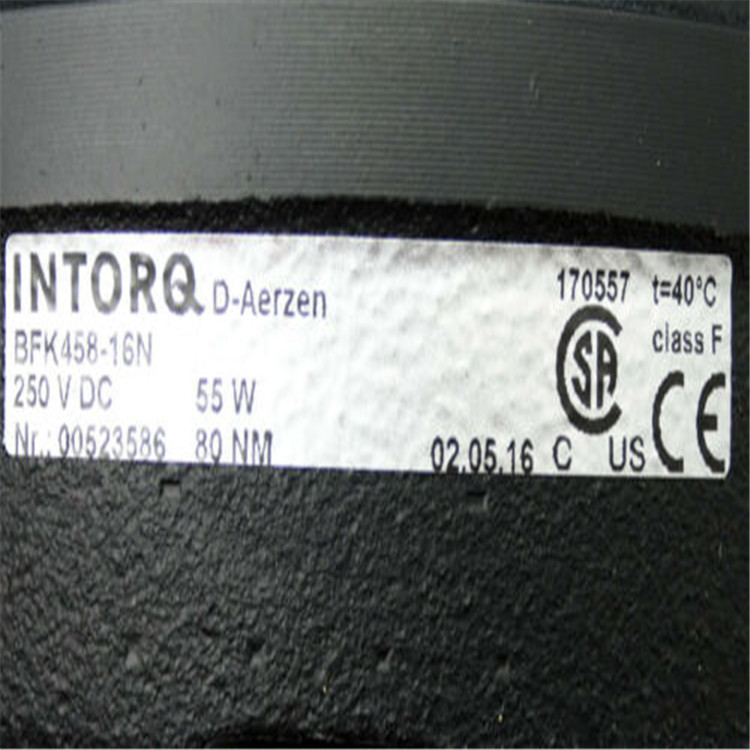 INTORQ D-Aerzen 170557 t=40°C
BFK458-16N SA class F
250 V DC 55 W CE
Nr.: 00523586 80 NM 02.05.16 C US